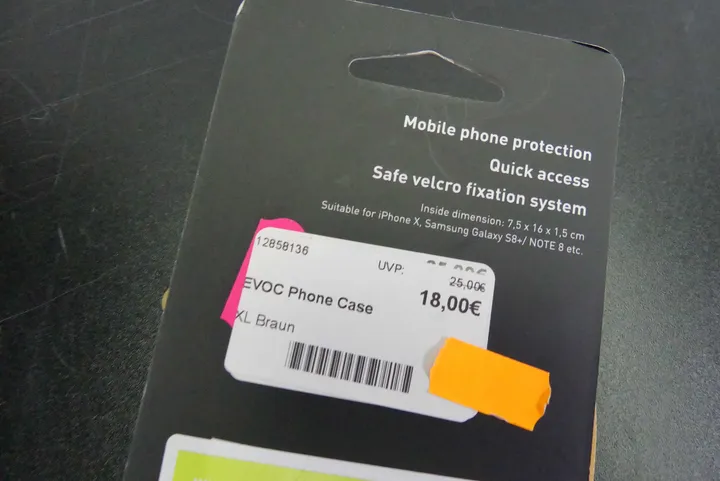 Mobile phone protection
Quick access
Safe velcro fixation system
Inside dimension: 7,5 x 16 x 1,5 cm
Suitable for iPhone X, Samsung Galaxy S8+/ NOTE 8 etc.
12858136
UVP:
25,00€
18,00€
EVOC Phone Case
XL Braun